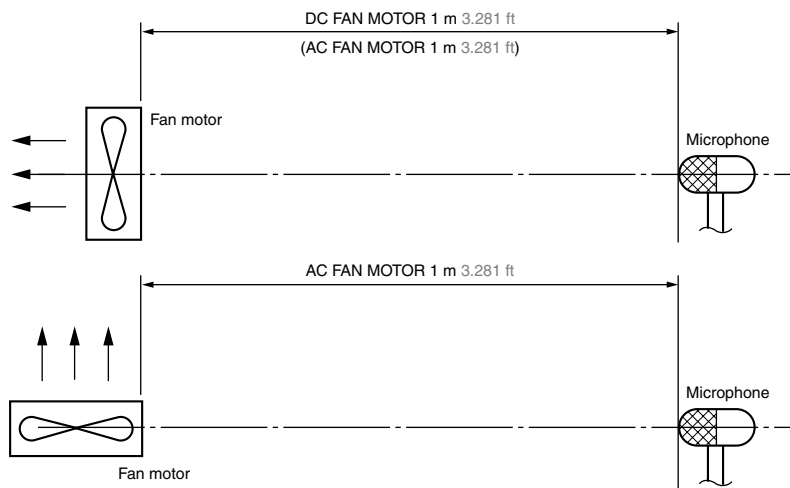 DC FAN MOTOR 1 m 3.281 ft
(AC FAN MOTOR 1 m 3.281 ft)
Fan motor
Microphone
AC FAN MOTOR 1 m 3.281 ft
Microphone
Fan motor